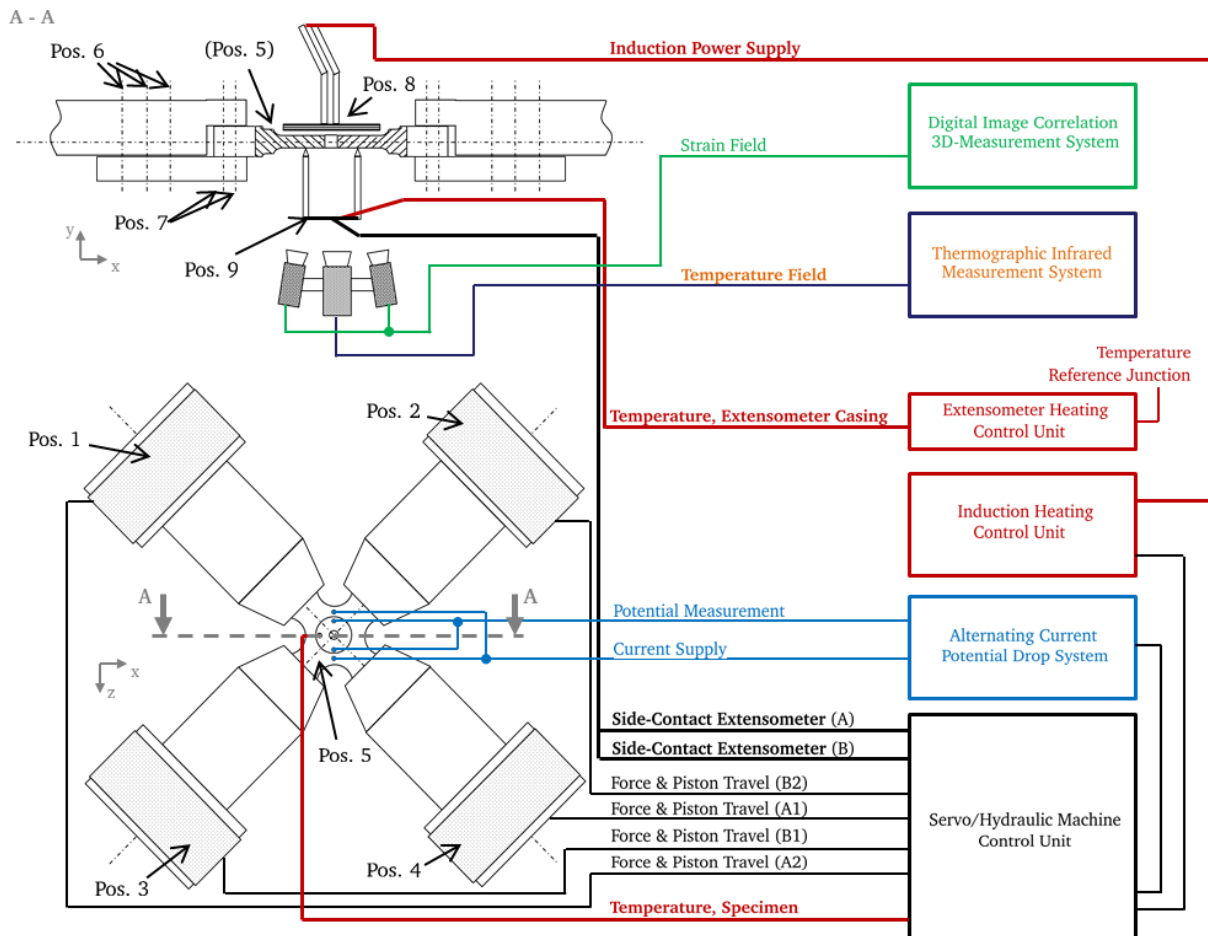 A - A
Pos. 6
(Pos. 5)
Pos. 8
Induction Power Supply
Digital Image Correlation
3D-Measurement System
Strain Field
Pos. 7
y
x
Pos. 9
Thermographic Infrared
Measurement System
Temperature Field
Temperature
Reference Junction
Pos. 1
Pos. 2
Temperature, Extensometer Casing
Extensometer Heating
Control Unit
Induction Heating
Control Unit
A
A
Potential Measurement
Current Supply
Alternating Current
Potential Drop System
x
z
Pos. 5
Side-Contact Extensometer (A)
Side-Contact Extensometer (B)
Force & Piston Travel (B2)
Force & Piston Travel (A1)
Force & Piston Travel (B1)
Force & Piston Travel (A2)
Servo/Hydraulic Machine
Control Unit
Pos. 3
Pos. 4
Temperature, Specimen